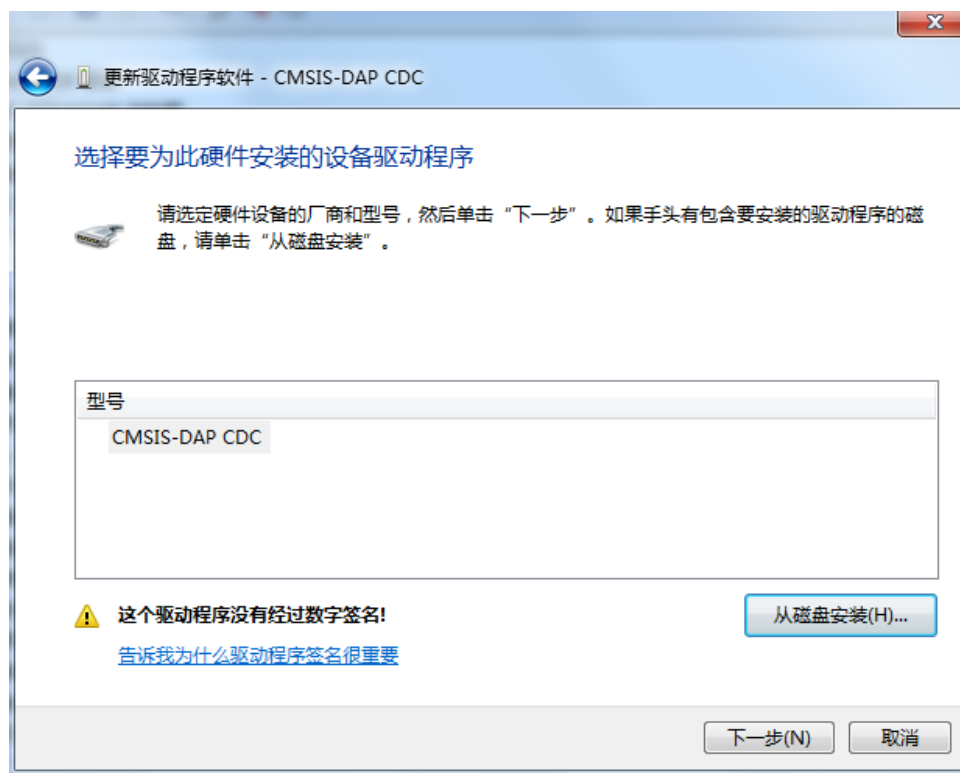 更新驱动程序软件 - CMSIS-DAP CDC
选择要为此硬件安装的设备驱动程序
请选定硬件设备的厂商和型号，然后单击“下一步”。如果手头有包含要安装的驱动程序的磁
盘，请单击“从磁盘安装”。
型号
CMSIS-DAP CDC
这个驱动程序没有经过数字签名!
从磁盘安装(H)...
告诉我为什么驱动程序签名很重要
下一步(N)
取消